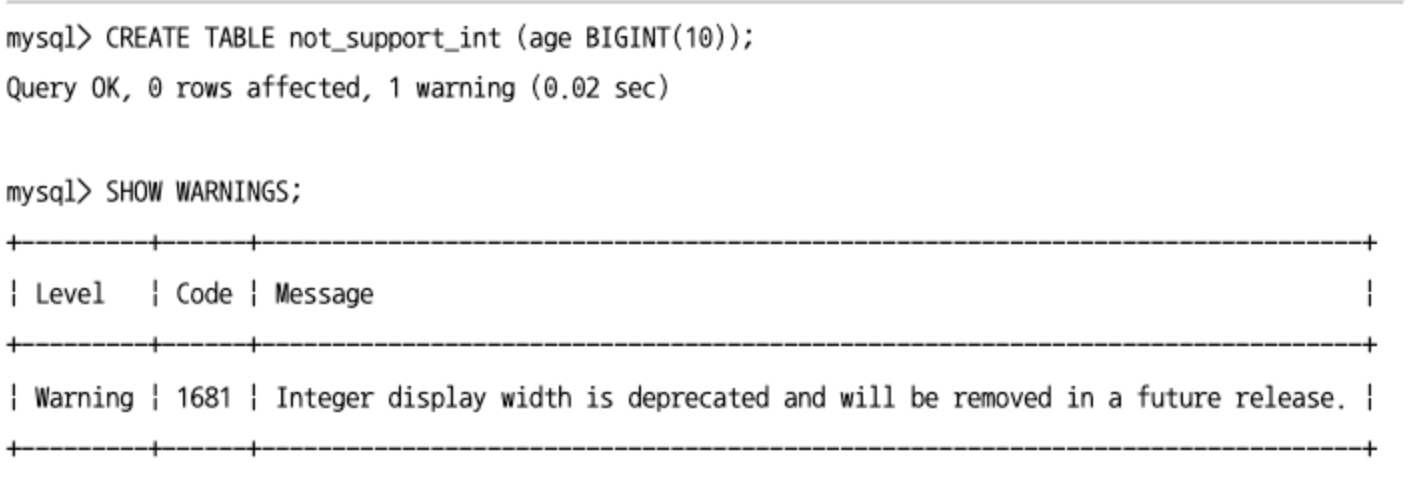 mysql> CREATE TABLE not_support_int (age BIGINT(10));
Query OK, 0 rows affected, 1 warning (0.02 sec)
mysql> SHOW WARNINGS;
+---------+------+------------------------------------------------------------------------------+
| Level   | Code | Message                                                                      |
+---------+------+------------------------------------------------------------------------------+
| Warning | 1681 | Integer display width is deprecated and will be removed in a future release. |
+---------+------+------------------------------------------------------------------------------+